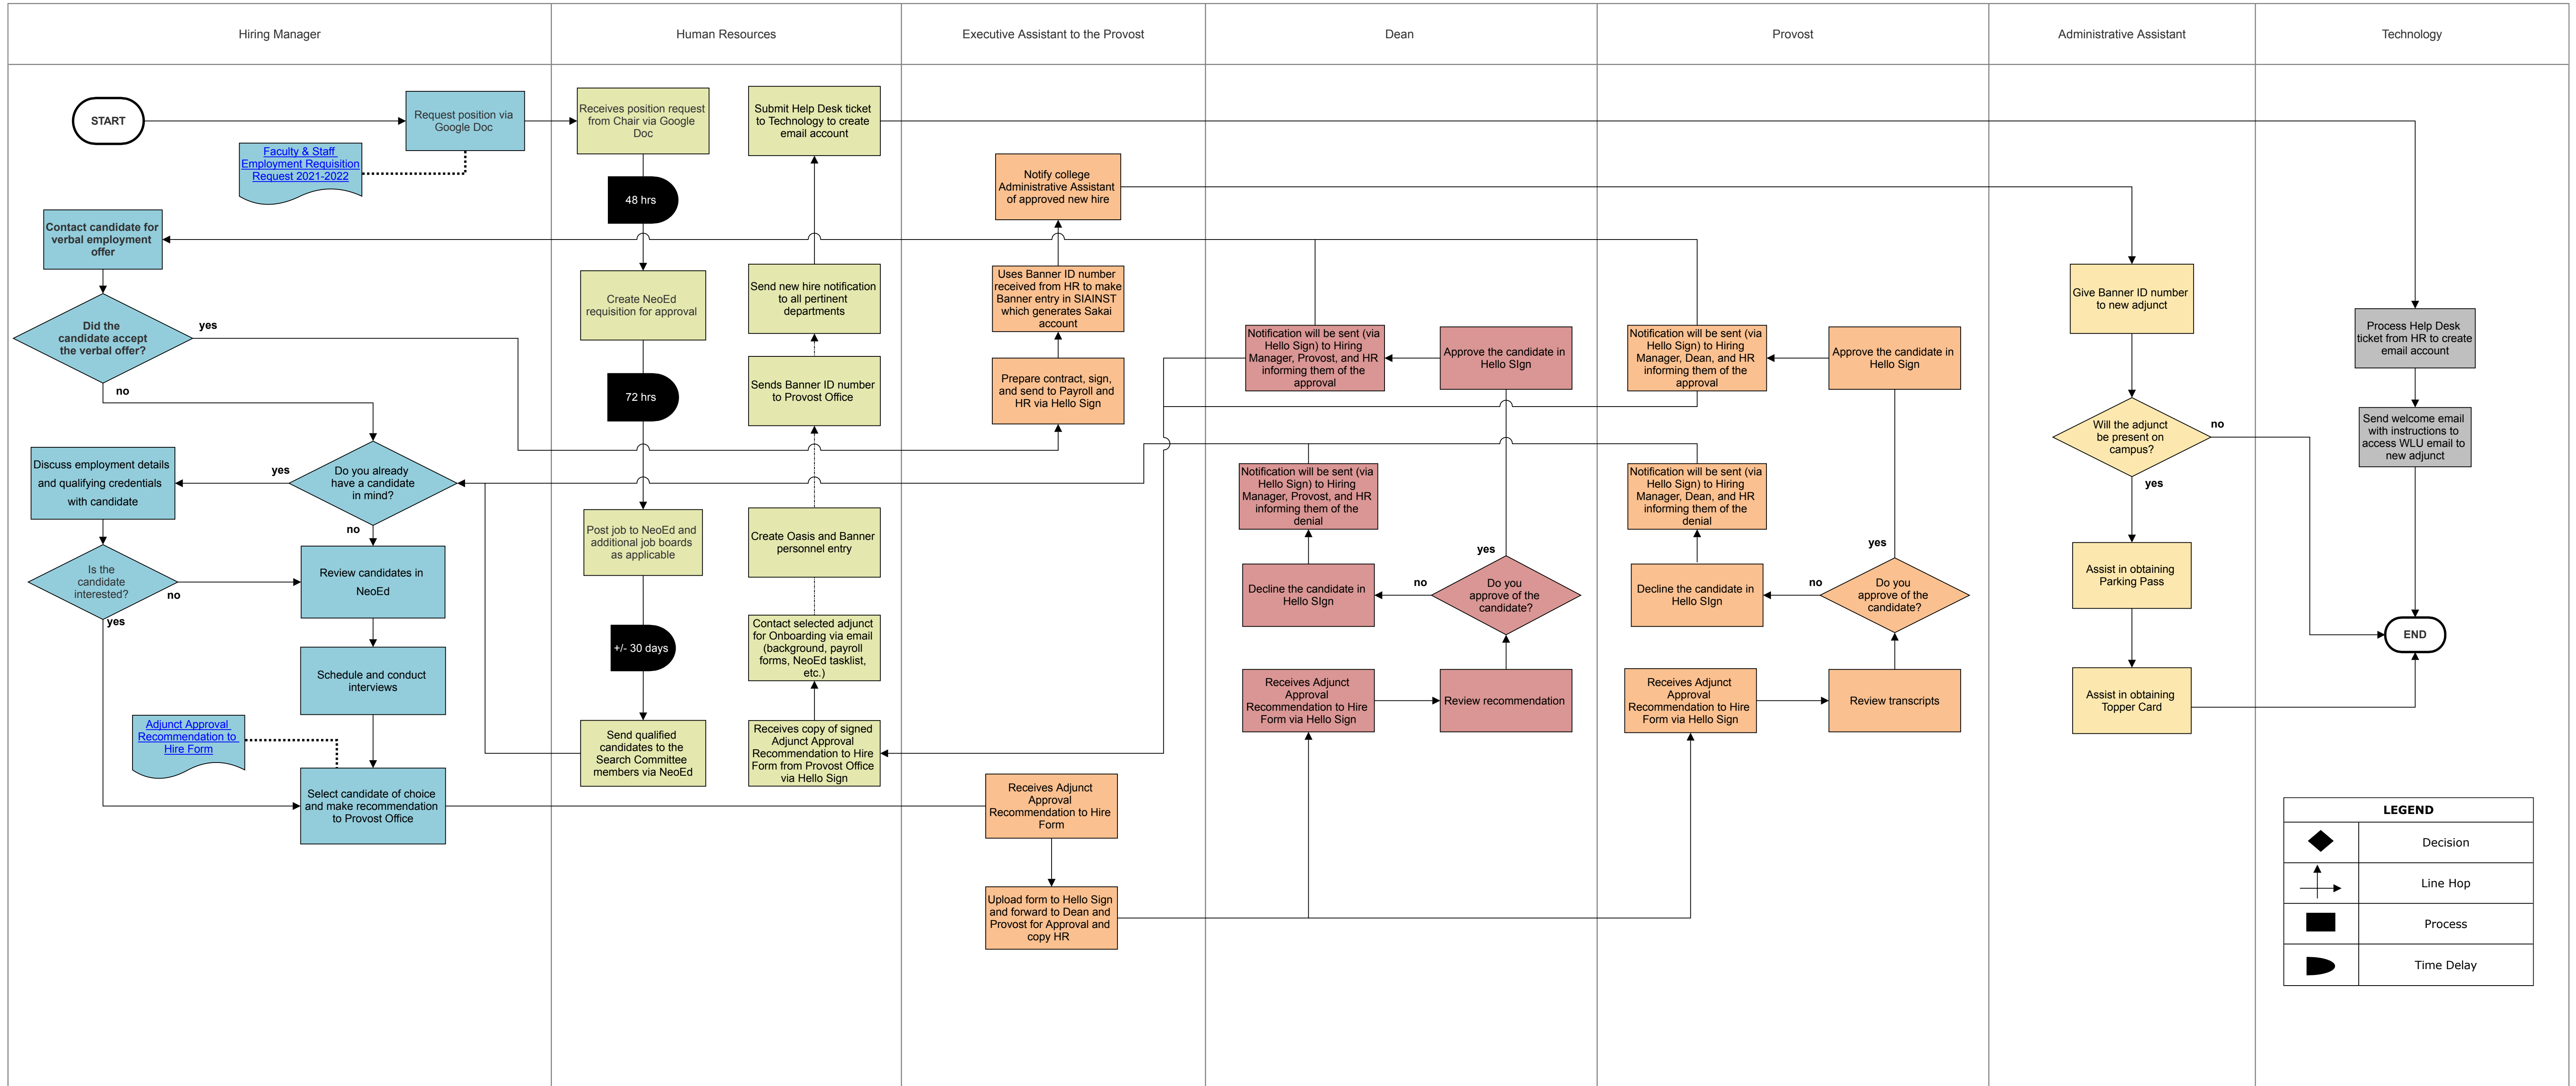 Hiring Manager
Human Resources
Executive Assistant to the Provost
Dean
Provost
Administrative Assistant
Technology
START
Request position via
Google Doc
Faculty & Staff
Employment Requisition
Request 2021-2022
Contact candidate for
verbal employment
offer
Did the
candidate accept
the verbal offer?
yes
no
Discuss employment details
and qualifying credentials
with candidate
yes
Do you already
have a candidate
in mind?
no
Is the
candidate
interested?
no
yes
Review candidates in
NeoEd
Schedule and conduct
interviews
Adjunct Approval
Recommendation to
Hire Form
Select candidate of choice
and make recommendation
to Provost Office
Receives position request
from Chair via Google
Doc
48 hrs
Create NeoEd
requisition for approval
72 hrs
Post job to NeoEd and
additional job boards
as applicable
+/- 30 days
Send qualified
candidates to the
Search Committee
members via NeoEd
Submit Help Desk ticket
to Technology to create
email account
Send new hire notification
to all pertinent
departments
Sends Banner ID number
to Provost Office
Create Oasis and Banner
personnel entry
Contact selected adjunct
for Onboarding via email
(background, payroll
forms, NeoEd tasklist,
etc.)
Receives copy of signed
Adjunct Approval
Recommendation to Hire
Form from Provost Office
via Hello Sign
Notify college
Administrative Assistant
of approved new hire
Uses Banner ID number
received from HR to make
Banner entry in SIAINST
which generates Sakai
account
Prepare contract, sign,
and send to Payroll and
HR via Hello Sign
Receives Adjunct
Approval
Recommendation to Hire
Form
Upload form to Hello Sign
and forward to Dean and
Provost for Approval and
copy HR
Notification will be sent (via
Hello Sign) to Hiring
Manager, Provost, and HR
informing them of the
approval
Approve the candidate in
Hello SIgn
Notification will be sent (via
Hello Sign) to Hiring
Manager, Provost, and HR
informing them of the
denial
yes
Decline the candidate in
Hello SIgn
no
Do you
approve of the
candidate?
Receives Adjunct
Approval
Recommendation to Hire
Form via Hello Sign
Review recommendation
Notification will be sent (via
Hello Sign) to Hiring
Manager, Dean, and HR
informing them of the
approval
Approve the candidate in
Hello Sign
Notification will be sent (via
Hello Sign) to Hiring
Manager, Dean, and HR
informing them of the
denial
yes
Decline the candidate in
Hello SIgn
no
Do you
approve of the
candidate?
Receives Adjunct
Approval
Recommendation to Hire
Form via Hello Sign
Review transcripts
Give Banner ID number
to new adjunct
Will the adjunct
be present on
campus?
no
yes
Assist in obtaining
Parking Pass
Assist in obtaining
Topper Card
Process Help Desk
ticket from HR to create
email account
Send welcome email
with instructions to
access WLU email to
new adjunct
END
LEGEND
Decision
Line Hop
Process
Time Delay